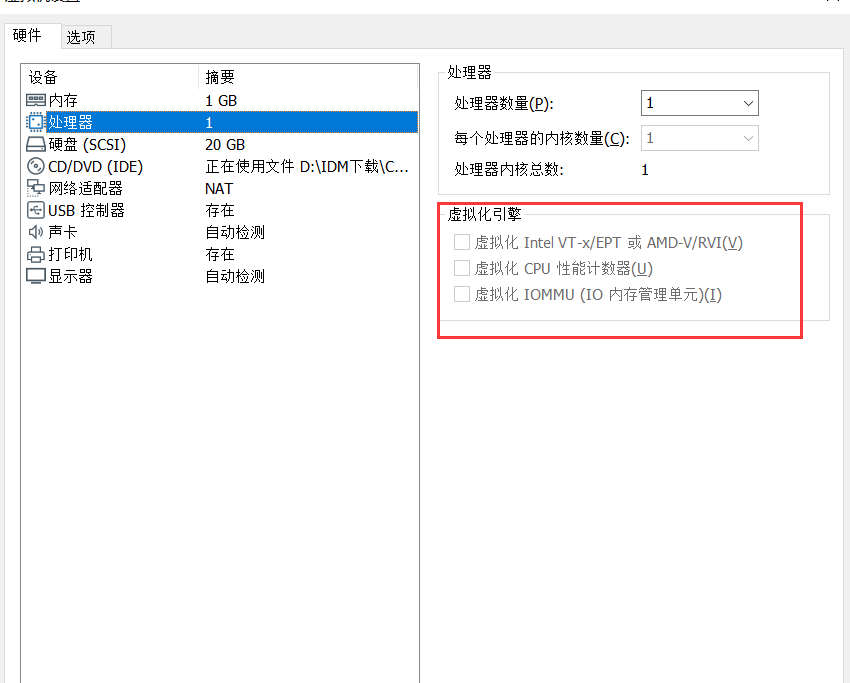 硬件 选项
设备 摘要
内存 1 GB
处理器 1
硬盘 (SCSI) 20 GB
CD/DVD (IDE) 正在使用文件 D:\IDM下载\C...
网络适配器 NAT
USB 控制器 存在
声卡 自动检测
打印机 存在
显示器 自动检测
处理器
处理器数量(P): 1
每个处理器的内核数量(C): 1
处理器内核总数: 1
虚拟化引擎
虚拟化 Intel VT-x/EPT 或 AMD-V/RVI(V)
虚拟化 CPU 性能计数器(U)
虚拟化 IOMMU (IO 内存管理单元)(I)